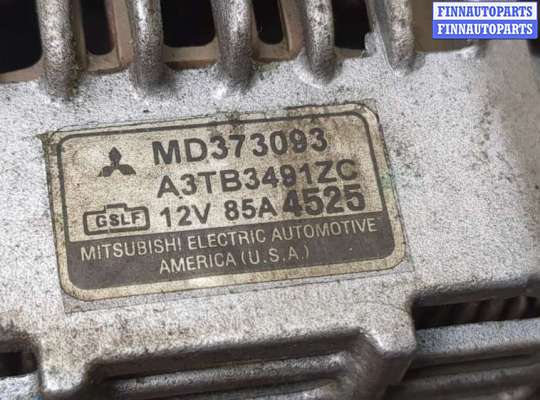 FINNAUTOPARTS
FINNAUTOPARTS
MD373093
A3TB3491ZC
GSLF 12V 85A 4525
MITSUBISHI ELECTRIC AUTOMOTIVE
AMERICA (U.S.A.)